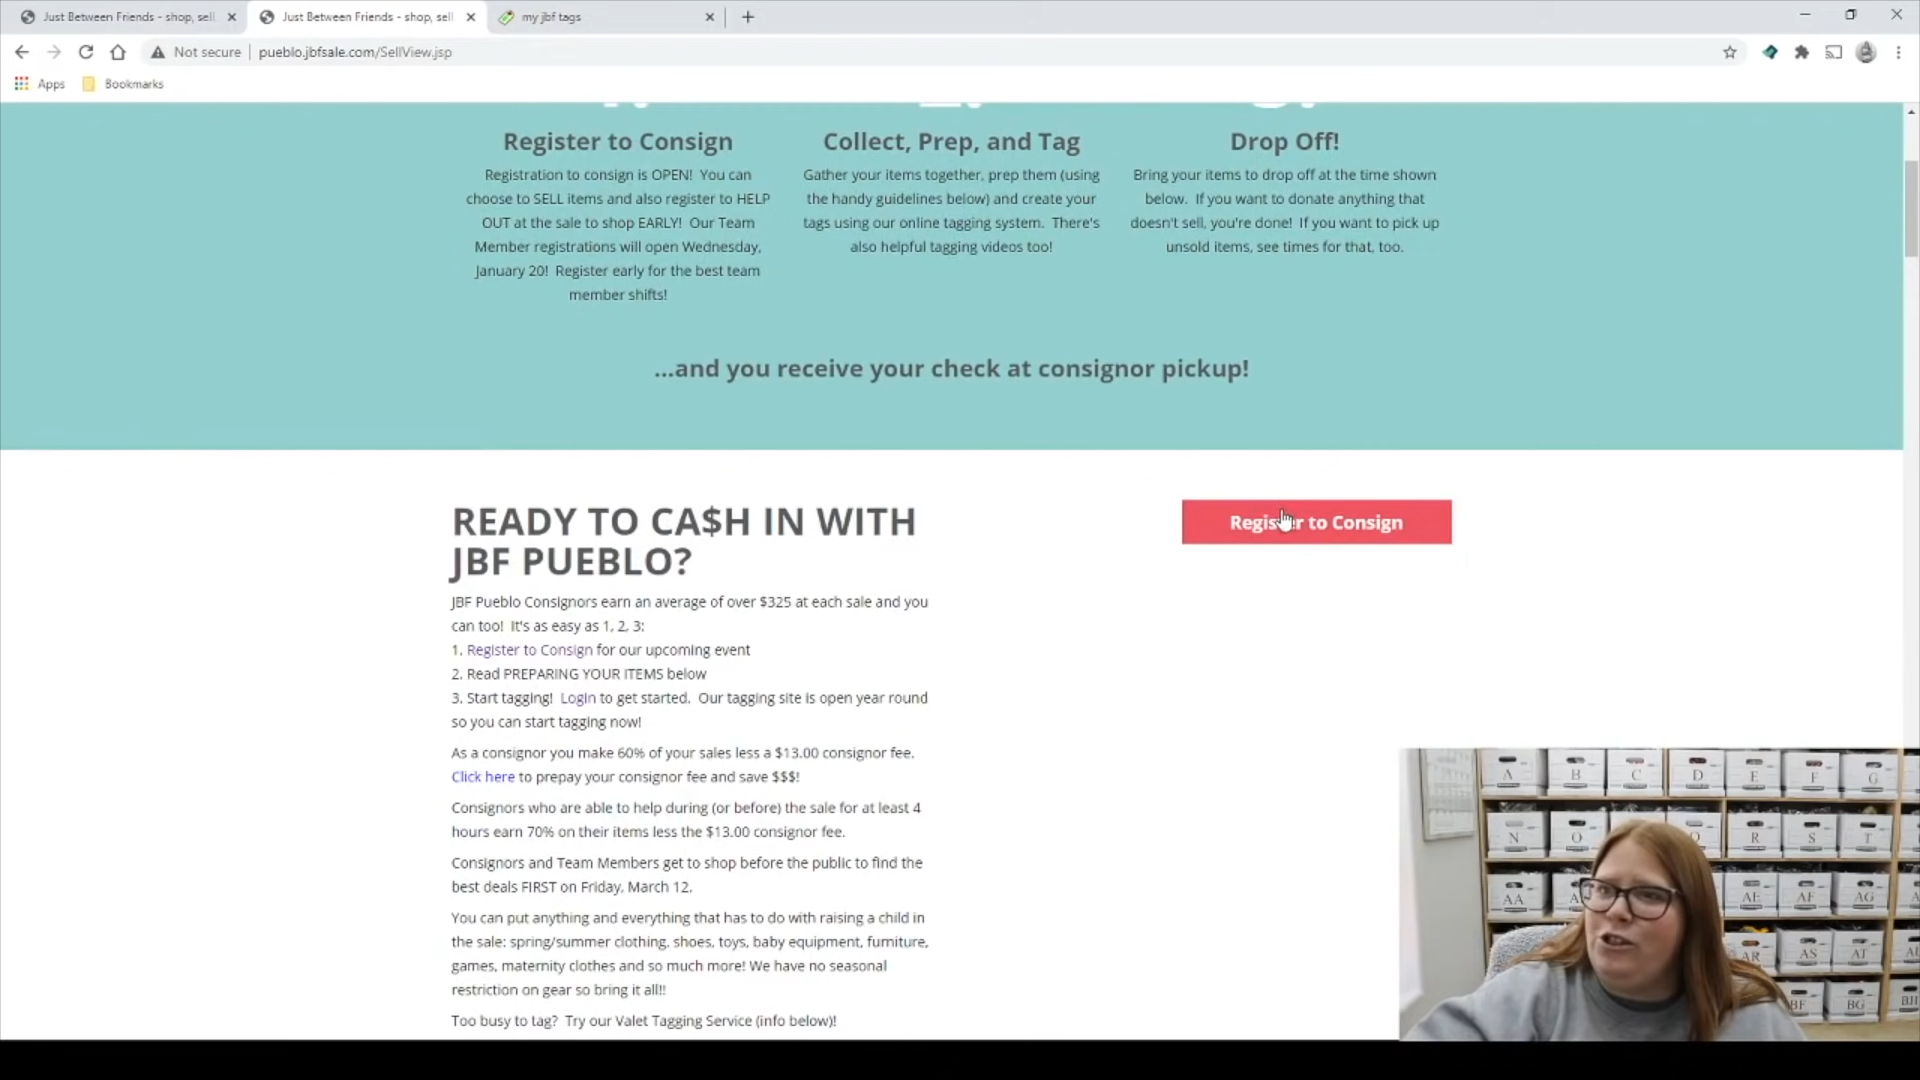 Just Between Friends - shop, sell
Just Between Friends - shop, sell
my jbf tags
Not secure
pueblo.jbfsale.com/SellView.jsp
Apps
Bookmarks
Register to Consign
Registration to consign is OPEN! You can
choose to SELL items and also register to HELP
OUT at the sale to shop EARLY! Our Team
Member registrations will open Wednesday,
January 20! Register early for the best team
member shifts!
Collect, Prep, and Tag
Gather your items together, prep them (using
the handy guidelines below) and create your
tags using our online tagging system. There's
also helpful tagging videos too!
Drop Off!
Bring your items to drop off at the time shown
below. If you want to donate anything that
doesn't sell, you're done! If you want to pick up
unsold items, see times for that, too.
...and you receive your check at consignor pickup!
READY TO CA$H IN WITH
JBF PUEBLO?
Register to Consign
JBF Pueblo Consignors earn an average of over $325 at each sale and you
can too! It's as easy as 1, 2, 3:
1. Register to Consign for our upcoming event
2. Read PREPARING YOUR ITEMS below
3. Start tagging! Login to get started. Our tagging site is open year round
so you can start tagging now!
As a consignor you make 60% of your sales less a $13.00 consignor fee.
Click here to prepay your consignor fee and save $$$!
Consignors who are able to help during (or before) the sale for at least 4
hours earn 70% on their items less the $13.00 consignor fee.
Consignors and Team Members get to shop before the public to find the
best deals FIRST on Friday, March 12.
You can put anything and everything that has to do with raising a child in
the sale: spring/summer clothing, shoes, toys, baby equipment, furniture,
games, maternity clothes and so much more! We have no seasonal
restriction on gear so bring it all!!
Too busy to tag? Try our Valet Tagging Service (info below)!
A B C D E F G
N O Q R S T
AA AE AF AG
AR AS AT
BF BG BH